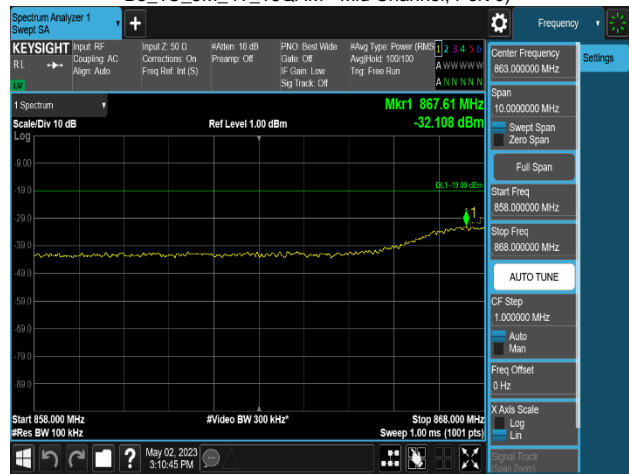 Spectrum Analyzer 1
Swept SA
+
Frequency
KEYSIGHT
RL
LXI
Input: RF
Coupling: AC
Align: Auto
Input Z: 50 Ω
Corrections: On
Freq Ref: Int (S)
#Atten: 16 dB
Preamp: Off
PNO: Best Wide
Gate: Off
IF Gain: Low
Sig Track: Off
#Avg Type: Power (RMS
Avg|Hold: 100/100
Trig: Free Run
1 2 3 4 5 6
A W W W W W
A N N N N N
Center Frequency
863.000000 MHz
Settings
Span
10.0000000 MHz
Swept Span
Zero Span
Full Span
Start Freq
858.000000 MHz
Stop Freq
868.000000 MHz
AUTO TUNE
CF Step
1.000000 MHz
Auto
Man
Freq Offset
0 Hz
X Axis Scale
Log
Lin
Signal Track
(Span Zoom)
1 Spectrum
Scale/Div 10 dB
Ref Level 1.00 dBm
Mkr1 867.61 MHz
-32.108 dBm
Log
-9.00
-19.0
-29.0
-39.0
-49.0
-59.0
-69.0
-79.0
-89.0
DL1 -19.00 dBm
1
Start 858.000 MHz
#Video BW 300 kHz*
Stop 868.000 MHz
#Res BW 100 kHz
Sweep 1.00 ms (1001 pts)
?
May 02, 2023
3:10:45 PM